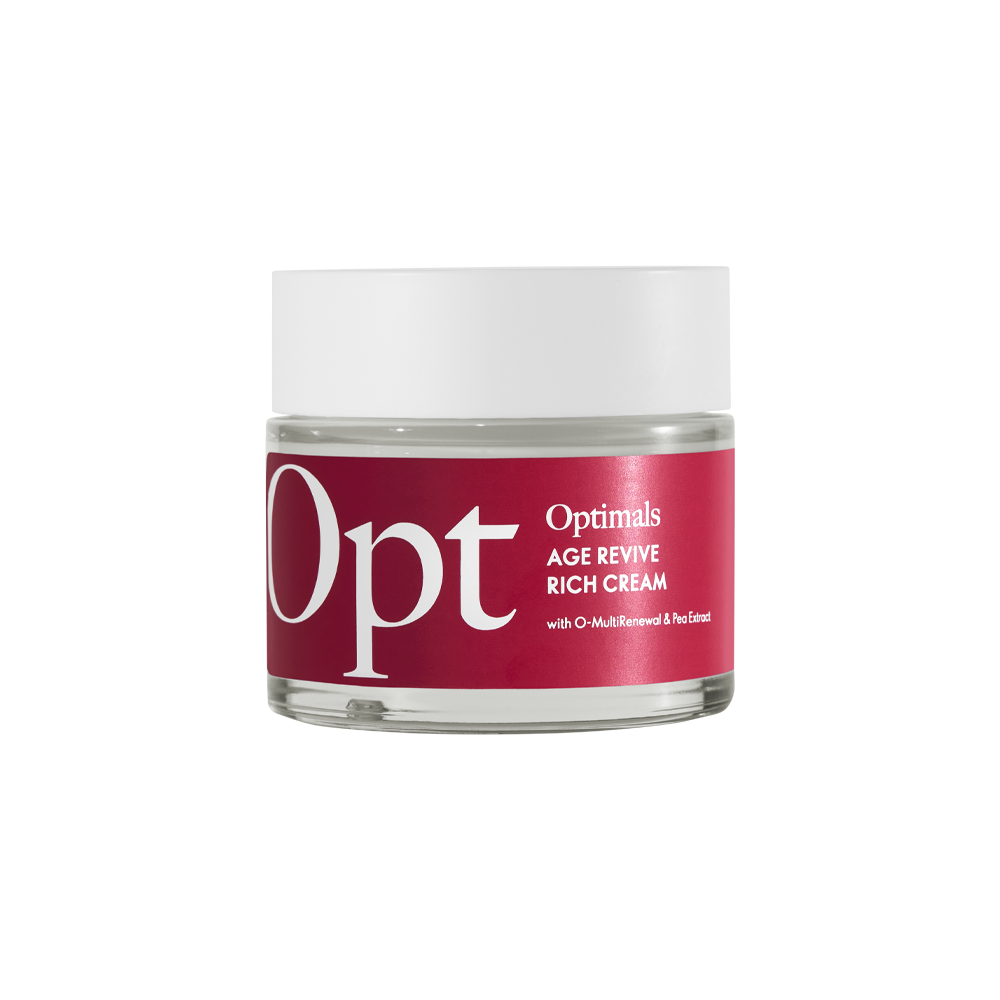 Opt
Optimals
AGE REVIVE
RICH CREAM
with O-MultiRenewal & Pea Extract